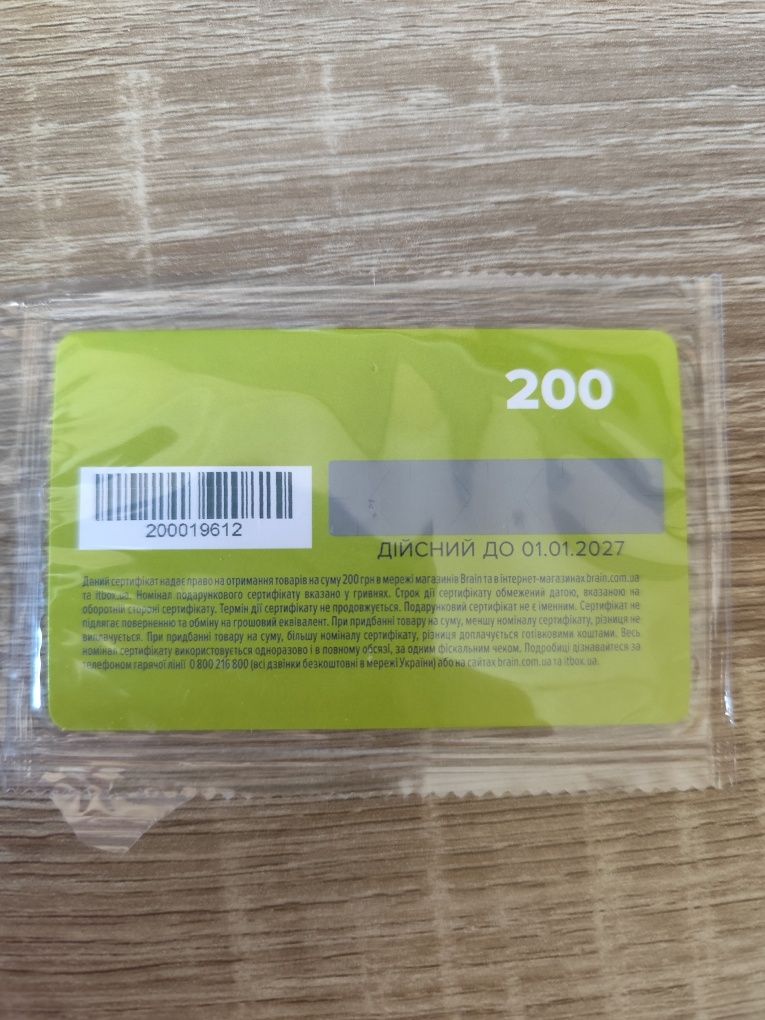 200
200019612
ДІЙСНИЙ ДО 01.01.2027
Даний сертифікат надає право на отримання товарів на суму 200 грн в мережі магазинів Brain та в інтернет-магазинах brain.com.ua
та itbox.ua. Номінал подарункового сертифікату вказано у гривнях. Строк дії сертифікату обмежений датою, вказаною на
оборотній стороні сертифікату. Термін дії сертифікату не продовжується. Подарунковий сертифікат не є іменним. Сертифікат не
підлягає поверненню та обміну на грошовий еквівалент. При придбанні товару на суму, меншу номіналу сертифікату, різниця не
виплачується. При придбанні товару на суму, більшу номіналу сертифікату, різниця доплачується готівковими коштами. Весь
номінал сертифікату використовується одноразово і в повному обсязі, за одним фіскальним чеком. Подробиці дізнавайтеся за
телефоном гарячої лінії 0 800 216 800 (всі дзвінки безкоштовні в мережі України) або на сайтах brain.com.ua та itbox.ua.